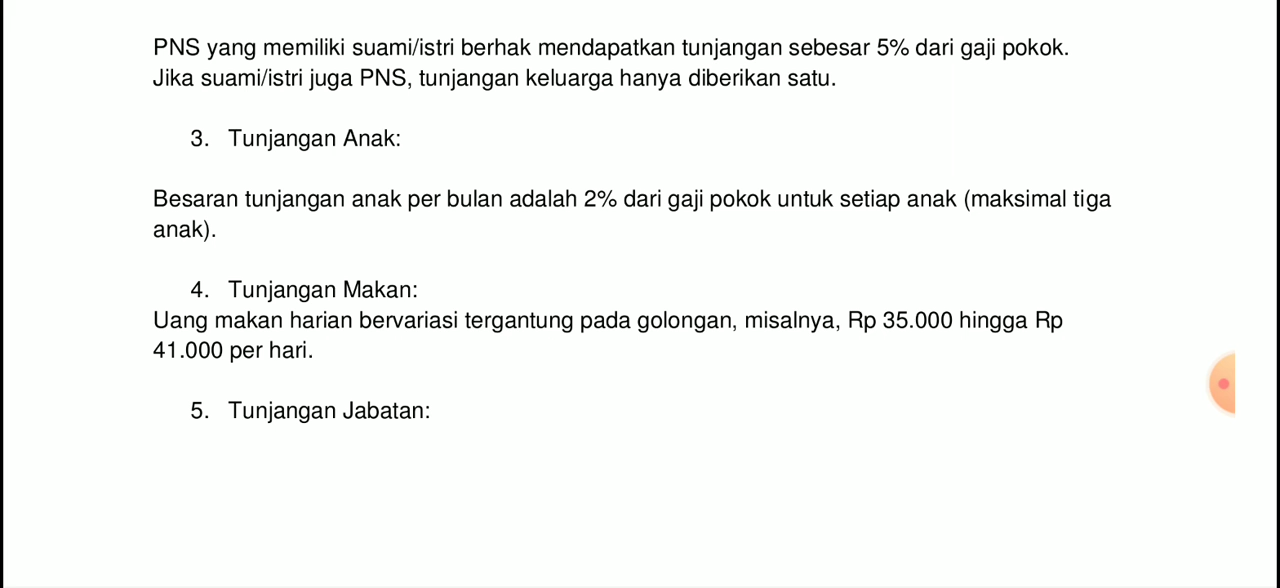 PNS yang memiliki suami/istri berhak mendapatkan tunjangan sebesar 5% dari gaji pokok.
Jika suami/istri juga PNS, tunjangan keluarga hanya diberikan satu.
3. Tunjangan Anak:
Besaran tunjangan anak per bulan adalah 2% dari gaji pokok untuk setiap anak (maksimal tiga
anak).
4. Tunjangan Makan:
Uang makan harian bervariasi tergantung pada golongan, misalnya, Rp 35.000 hingga Rp
41.000 per hari.
5. Tunjangan Jabatan: